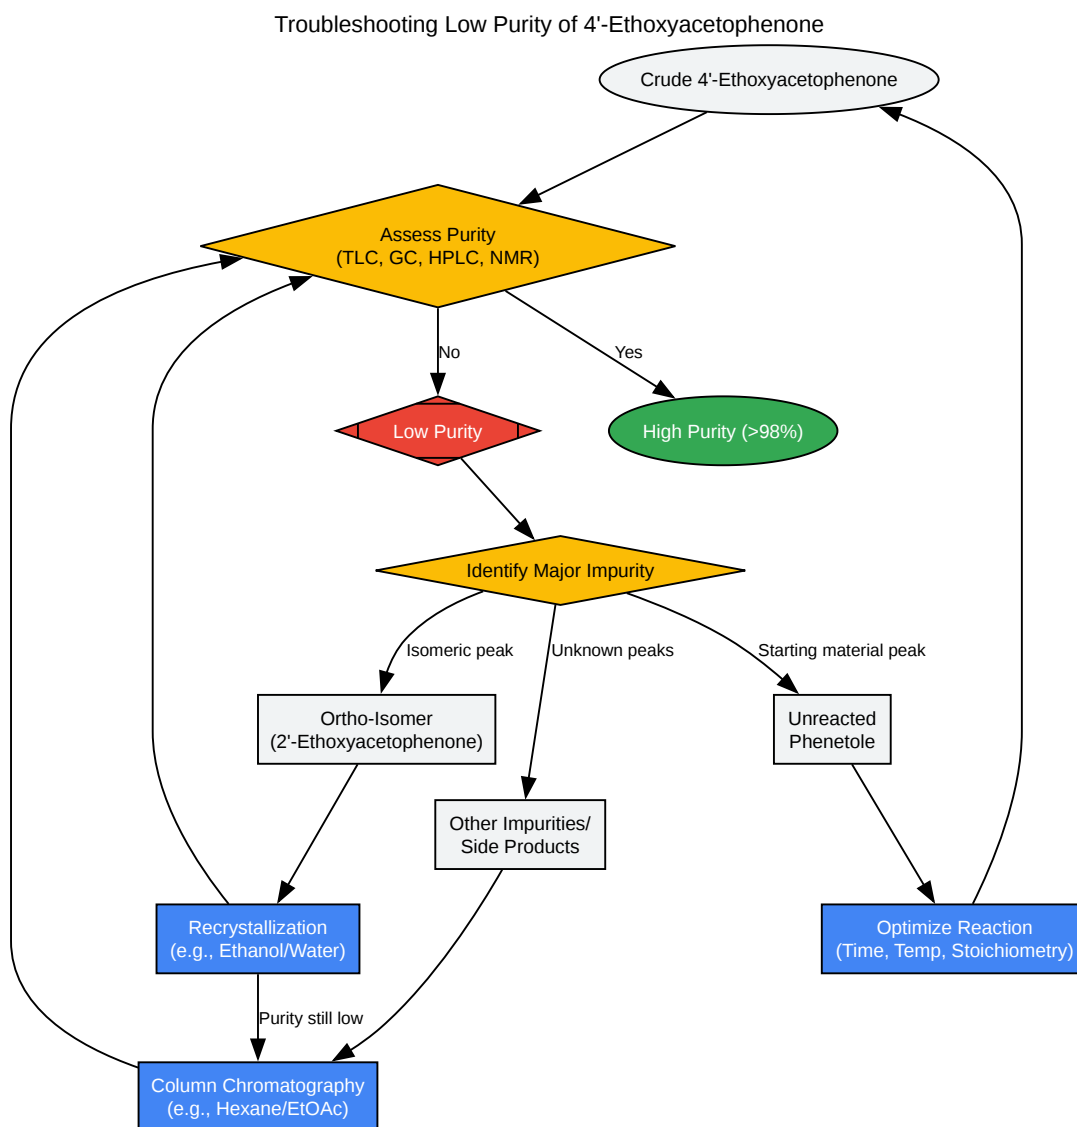 Troubleshooting Low Purity of 4'-Ethoxyacetophenone
Crude 4'-Ethoxyacetophenone
Assess Purity
(TLC, GC, HPLC, NMR)
No
Yes
Low Purity
High Purity (>98%)
Identify Major Impurity
Isomeric peak
Unknown peaks
Starting material peak
Ortho-Isomer
(2'-Ethoxyacetophenone)
Unreacted
Phenetole
Other Impurities/
Side Products
Recrystallization
(e.g., Ethanol/Water)
Optimize Reaction
(Time, Temp, Stoichiometry)
Purity still low
Column Chromatography
(e.g., Hexane/EtOAc)